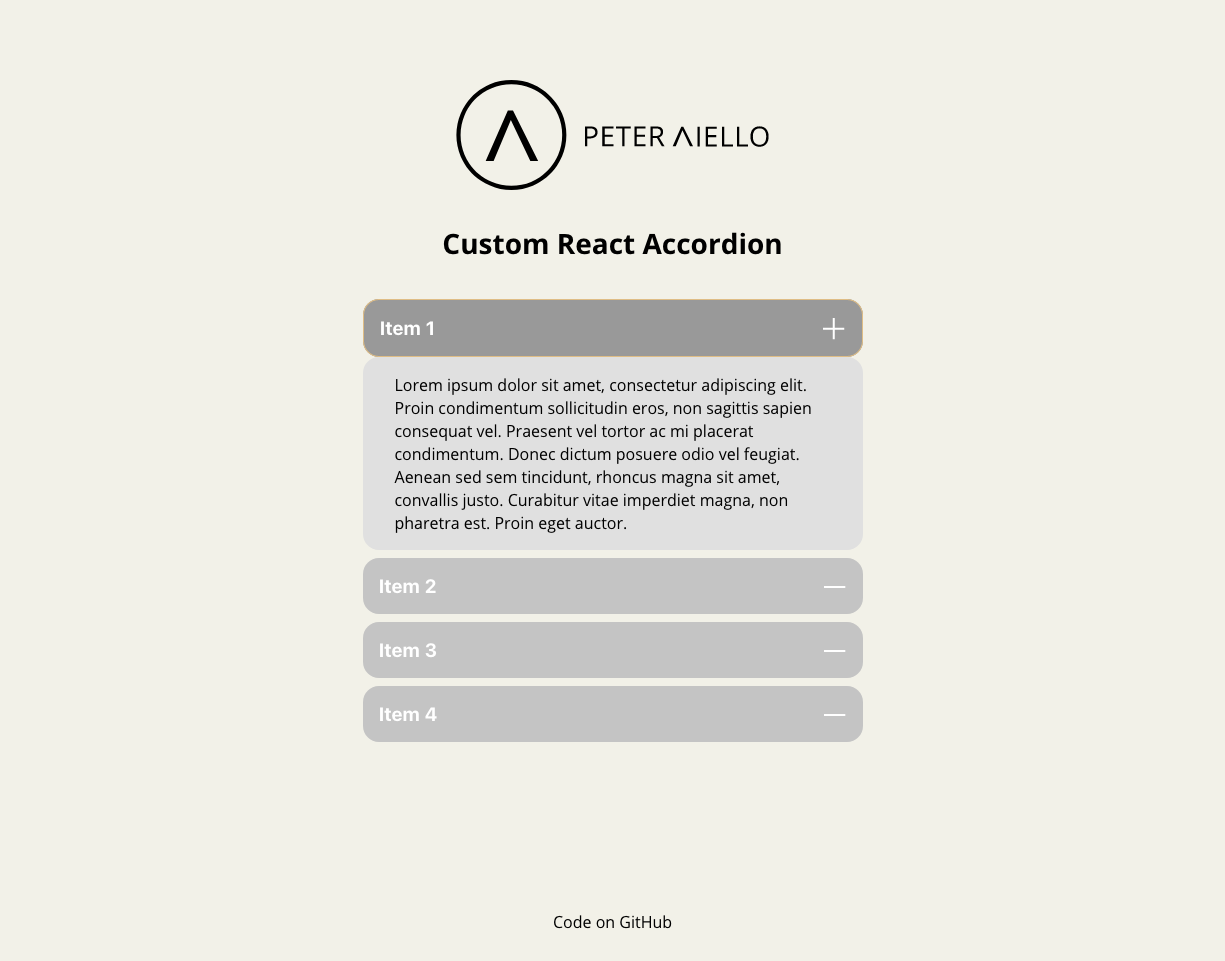 PETER ΛIELLO
Custom React Accordion
Item 1
Lorem ipsum dolor sit amet, consectetur adipiscing elit.
Proin condimentum sollicitudin eros, non sagittis sapien
consequat vel. Praesent vel tortor ac mi placerat
condimentum. Donec dictum posuere odio vel feugiat.
Aenean sed sem tincidunt, rhoncus magna sit amet,
convallis justo. Curabitur vitae imperdiet magna, non
pharetra est. Proin eget auctor.
Item 2
Item 3
Item 4
Code on GitHub